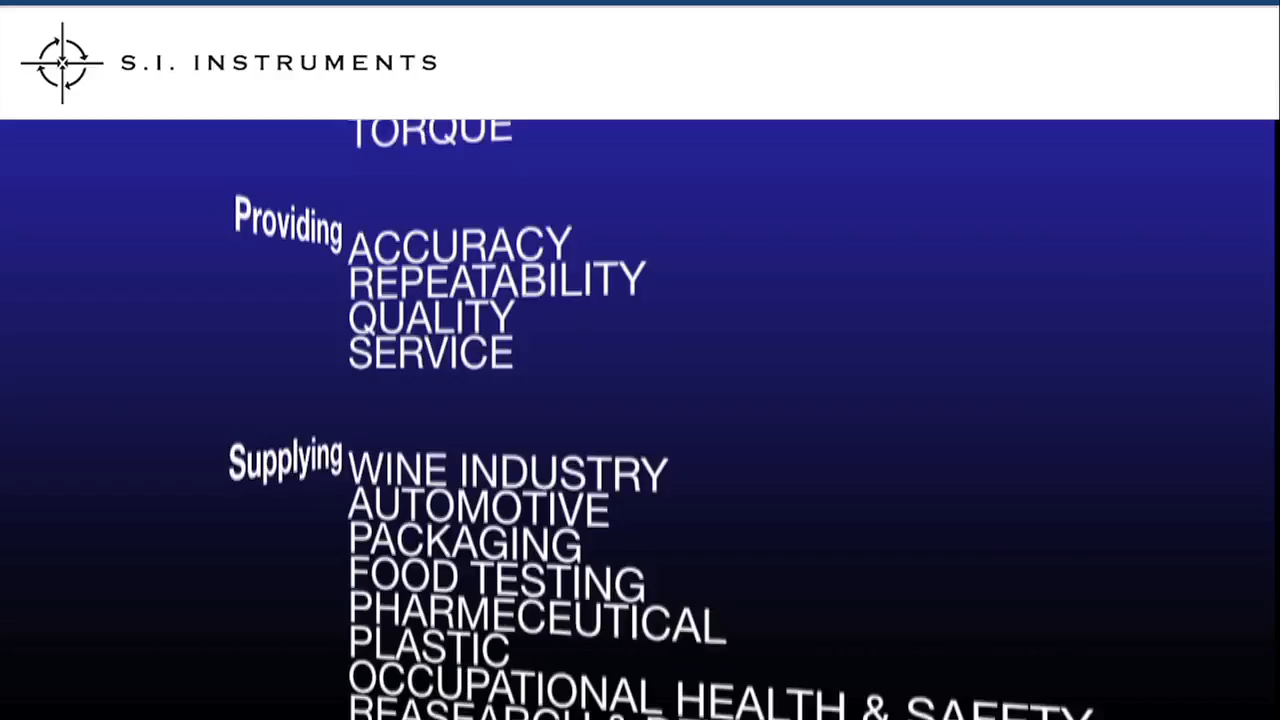 S.I. INSTRUMENTS
TORQUE
Providing
ACCURACY
REPEATABILITY
QUALITY
SERVICE
Supplying
WINE INDUSTRY
AUTOMOTIVE
PACKAGING
FOOD TESTING
PHARMECEUTICAL
PLASTIC
OCCUPATIONAL HEALTH & SAFETY
REASEARCH &